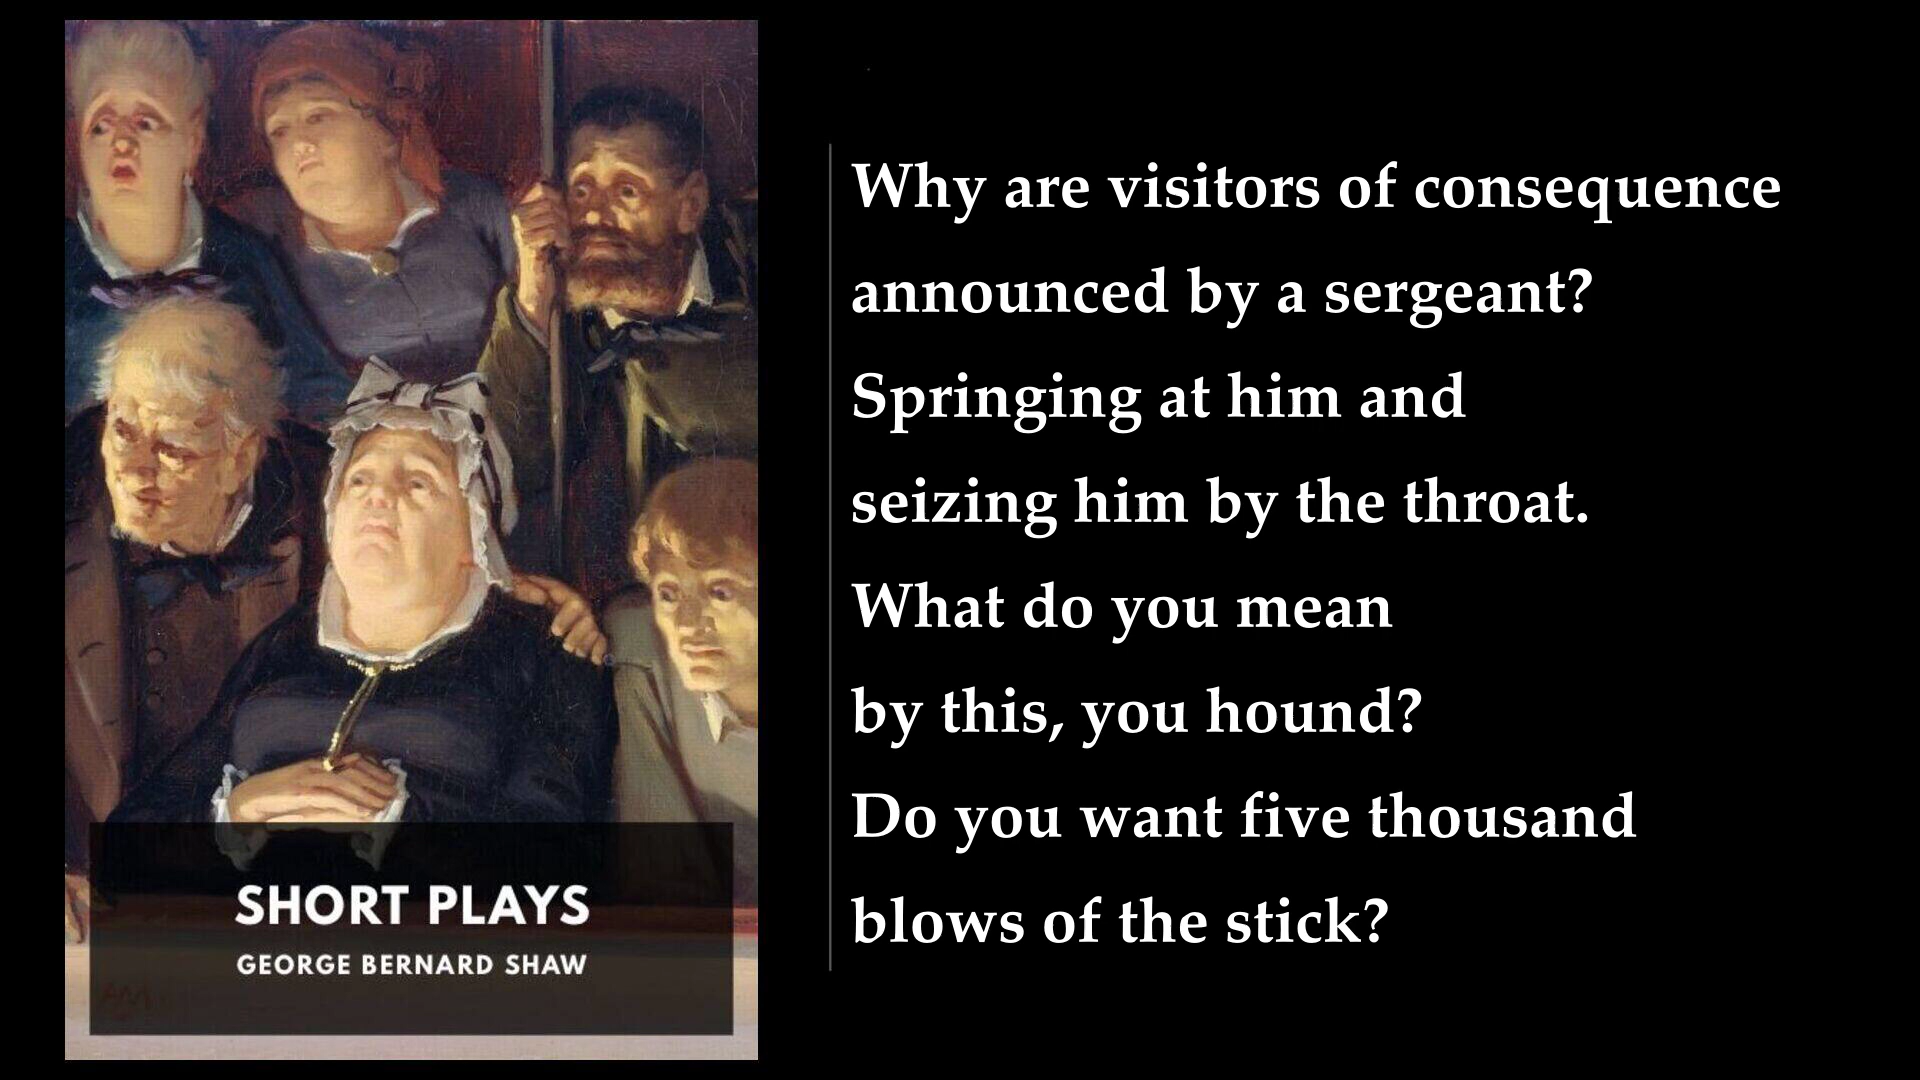 Why are visitors of consequence
announced by a sergeant?
Springing at him and
seizing him by the throat.
What do you mean
by this, you hound?
Do you want five thousand
blows of the stick?
SHORT PLAYS
GEORGE BERNARD SHAW